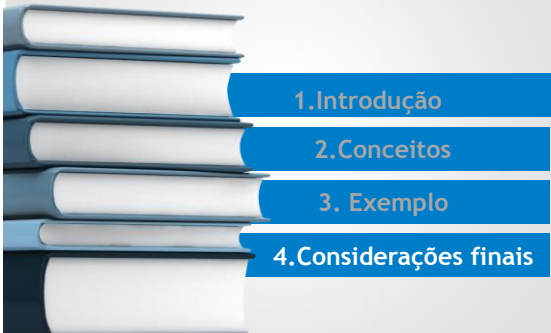 1.Introdução
2.Conceitos
3. Exemplo
4.Considerações finais